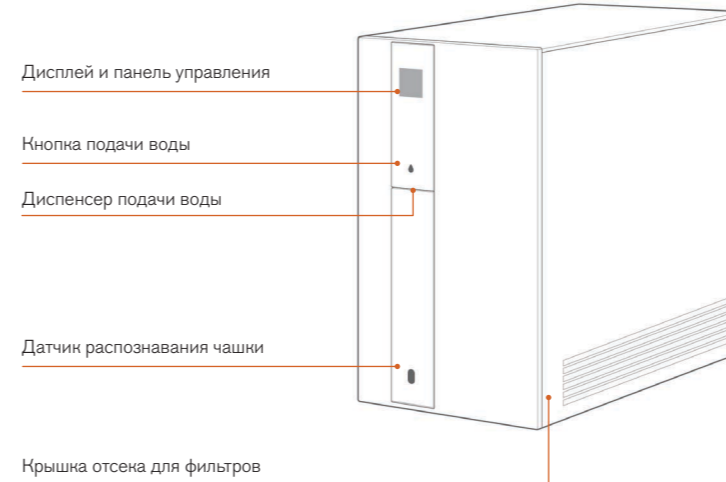 Дисплей и панель управления
Кнопка подачи воды
Диспенсер подачи воды
Датчик распознавания чашки
Крышка отсека для фильтров